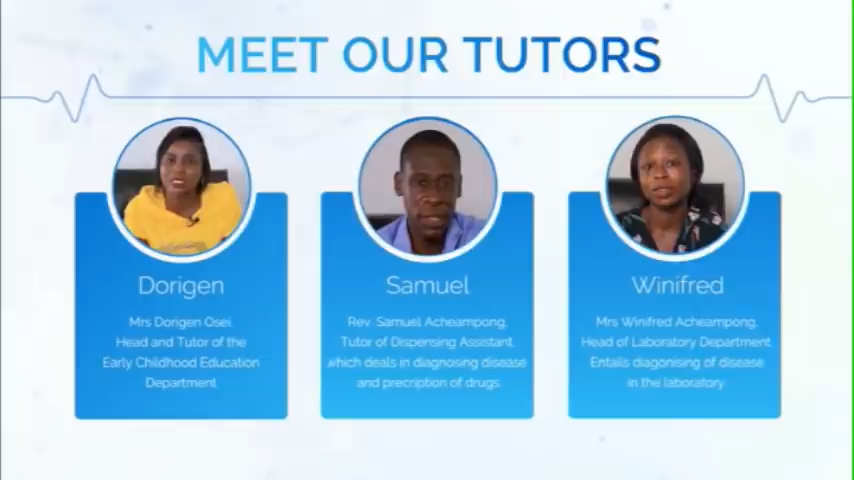 MEET OUR TUTORS
Dorigen
Mrs Dorigen Osei,
Head and Tutor of the
Early Childhood Education
Department
Samuel
Rev. Samuel Acheampong,
Tutor of Dispensing Assistant
which deals in diagnosing disease
and precription of drugs
Winifred
Mrs Winifred Acheampong,
Head of Laboratory Department
Entails diagonising of disease
in the laboratory